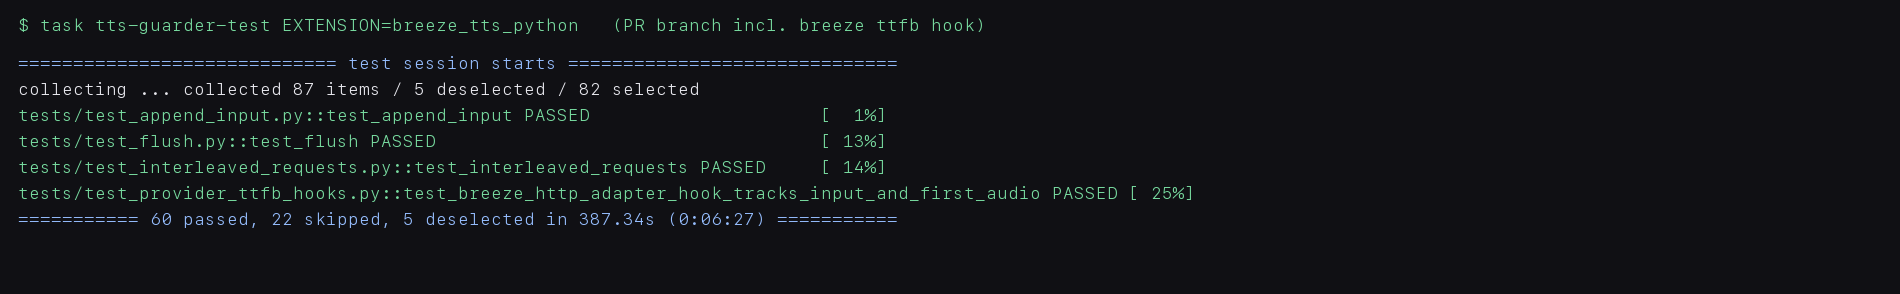 $ task tts-guarder-test EXTENSION=breeze_tts_python   (PR branch incl. breeze ttfb hook)
============================= test session starts ==============================
collecting ... collected 87 items / 5 deselected / 82 selected
tests/test_append_input.py::test_append_input PASSED                     [  1%]
tests/test_flush.py::test_flush PASSED                                   [ 13%]
tests/test_interleaved_requests.py::test_interleaved_requests PASSED     [ 14%]
tests/test_provider_ttfb_hooks.py::test_breeze_http_adapter_hook_tracks_input_and_first_audio PASSED [ 25%]
=========== 60 passed, 22 skipped, 5 deselected in 387.34s (0:06:27) ===========